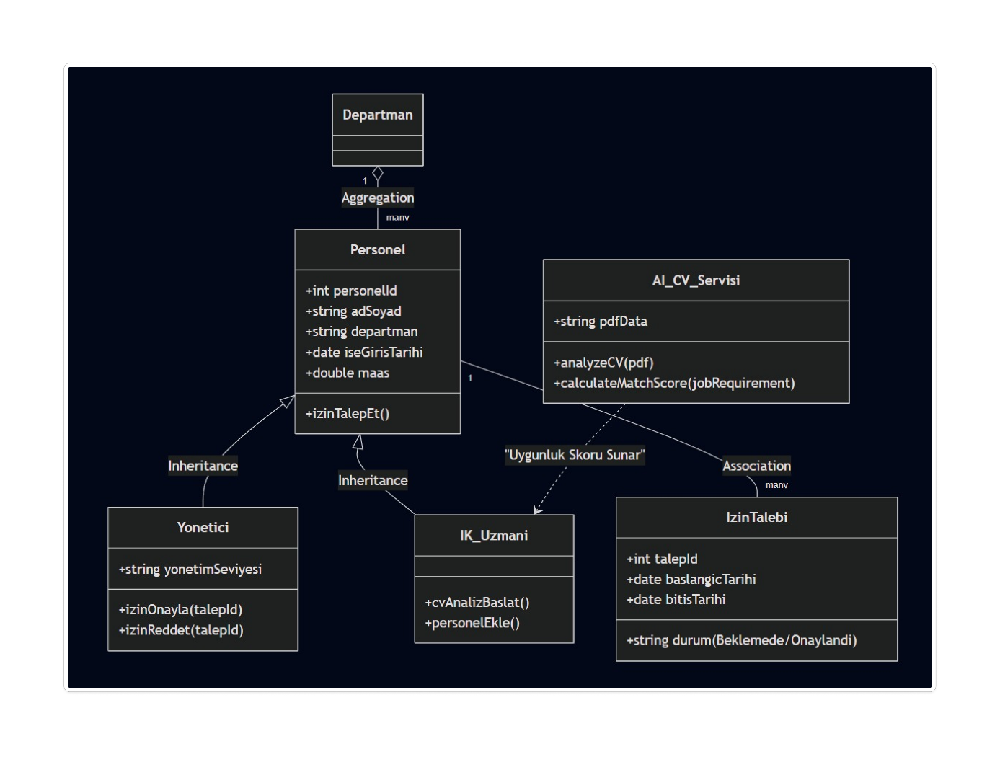 Departman
1
Aggregation
manv
Personel
+int personelId
+string adSoyad
+string departman
+date iseGirisTarihi
+double maas
+izinTalepEt()
1
AI_CV_Servisi
+string pdfData
+analyzeCV(pdf)
+calculateMatchScore(jobRequirement)
Inheritance
Inheritance
"Uygunluk Skoru Sunar"
Association
manv
Yonetici
+string yonetimSeviyesi
+izinOnayla(talepId)
+izinReddet(talepId)
IK_Uzmani
+cvAnalizBaslat()
+personelEkle()
IzinTalebi
+int talepId
+date baslangicTarihi
+date bitisTarihi
+string durum(Beklemede/Onaylandi)